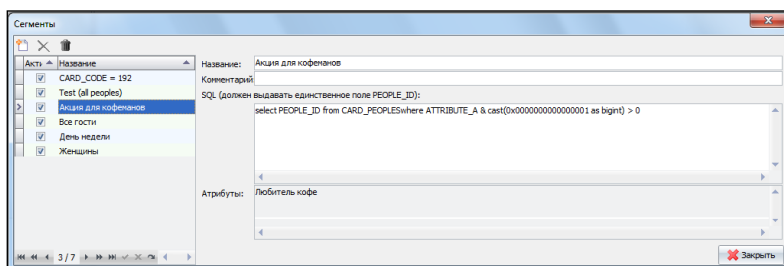 Сегменты
Акти Название
CARD_CODE = 192
Test (all peoples)
Акция для кофеманов
Все гости
День недели
Женщины
3 / 7
Название: Акция для кофеманов
Комментарий
SQL (должен выдавать единственное поле PEOPLE_ID):
select PEOPLE_ID from CARD_PEOPLESwhere ATTRIBUTE_A & cast(0x0000000000000001 as bigint) > 0
Атрибуты: Любитель кофе
Закрыть